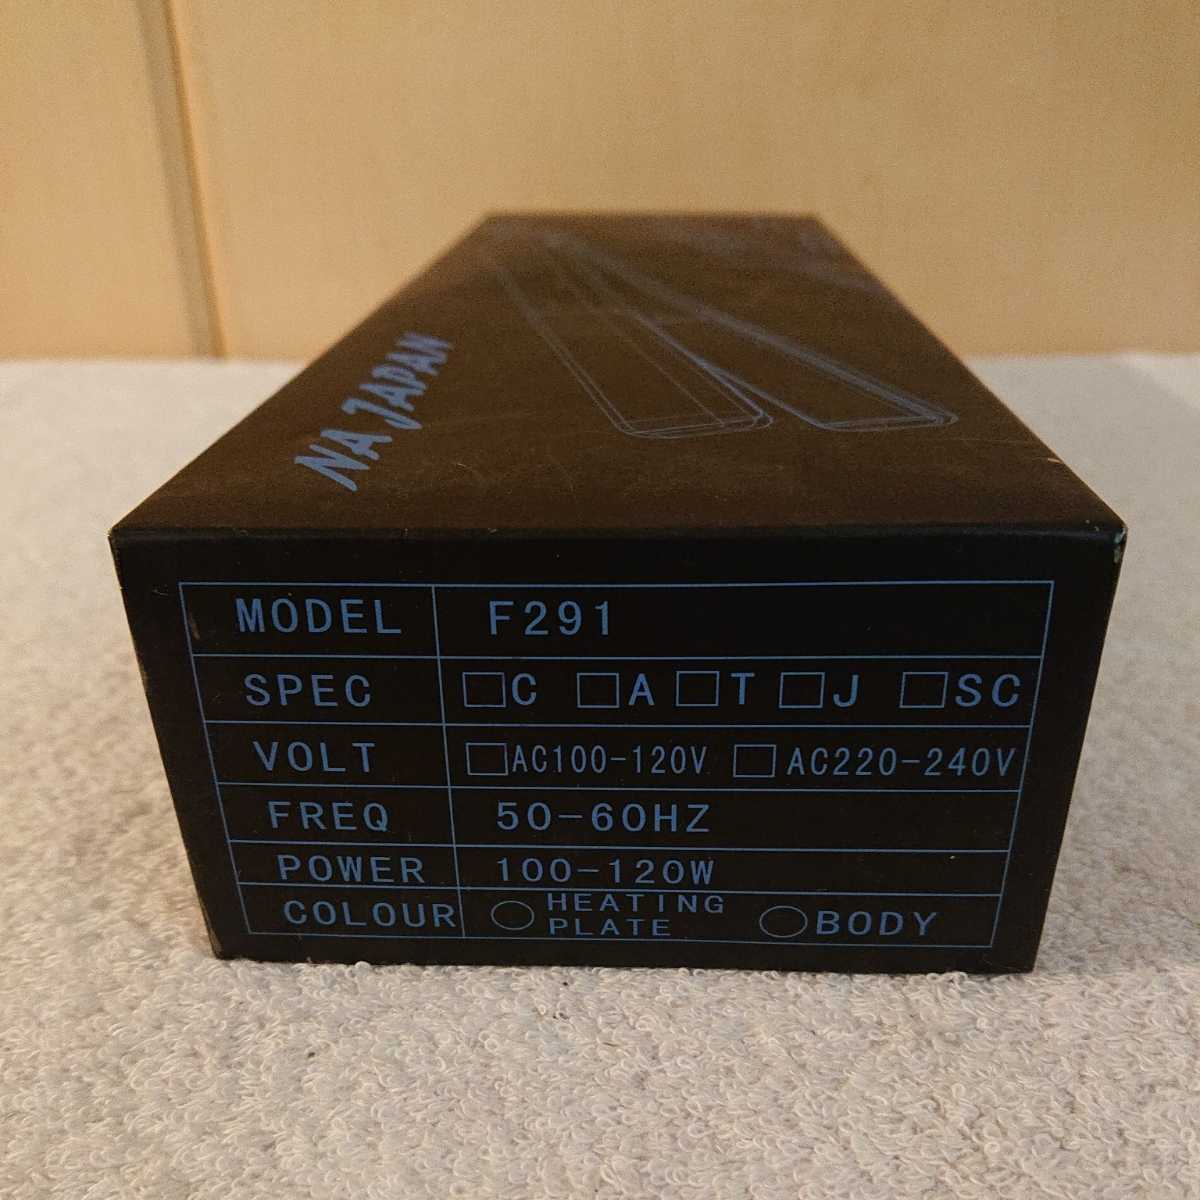 NA JAPAN
MODEL F291
SPEC □C □A □T □J □SC
VOLT □AC100-120V □AC220-240V
FREQ 50-60HZ
POWER 100-120W
COLOUR ○HEATING PLATE ○BODY